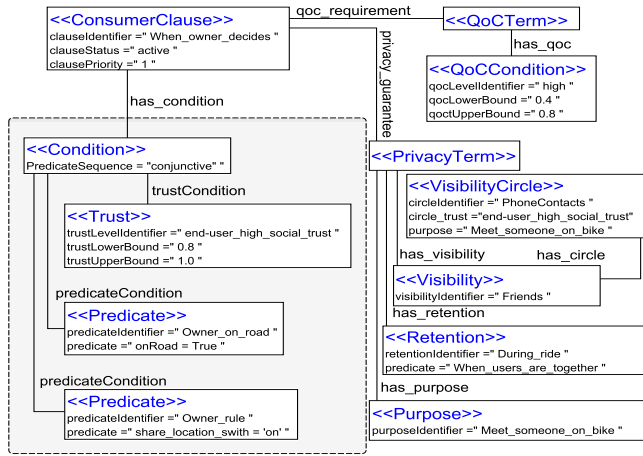 <<ConsumerClause>>
clauseIdentifier =" When_owner_decides "
clauseStatus =" active "
clausePriority =" 1 "
qoc_requirement
<<QoCTerm>>
has_qoc
<<QoCCondition>>
qocLevelIdentifier =" high "
qocLowerBound =" 0.4 "
qoctUpperBound =" 0.8 "
privacy_guarantee
has_condition
<<Condition>>
PredicateSequence = "conjunctive" "
trustCondition
<<Trust>>
trustLevelIdentifier =" end-user_high_social_trust "
trustLowerBound =" 0.8 "
trustUpperBound =" 1.0 "
predicateCondition
<<Predicate>>
predicateIdentifier =" Owner_on_road "
predicate =" onRoad = True "
predicateCondition
<<Predicate>>
predicateIdentifier =" Owner_rule "
predicate =" share_location_swith = 'on' "
<<PrivacyTerm>>
<<VisibilityCircle>>
circleIdentifier =" PhoneContacts "
circle_trust ="end-user_high_social_trust"
purpose =" Meet_someone_on_bike "
has_visibility
has_circle
<<Visibility>>
visibilityIdentifier =" Friends "
has_retention
<<Retention>>
retentionIdentifier =" During_ride "
predicate =" When_users_are_together "
has_purpose
<<Purpose>>
purposeIdentifier =" Meet_someone_on_bike "